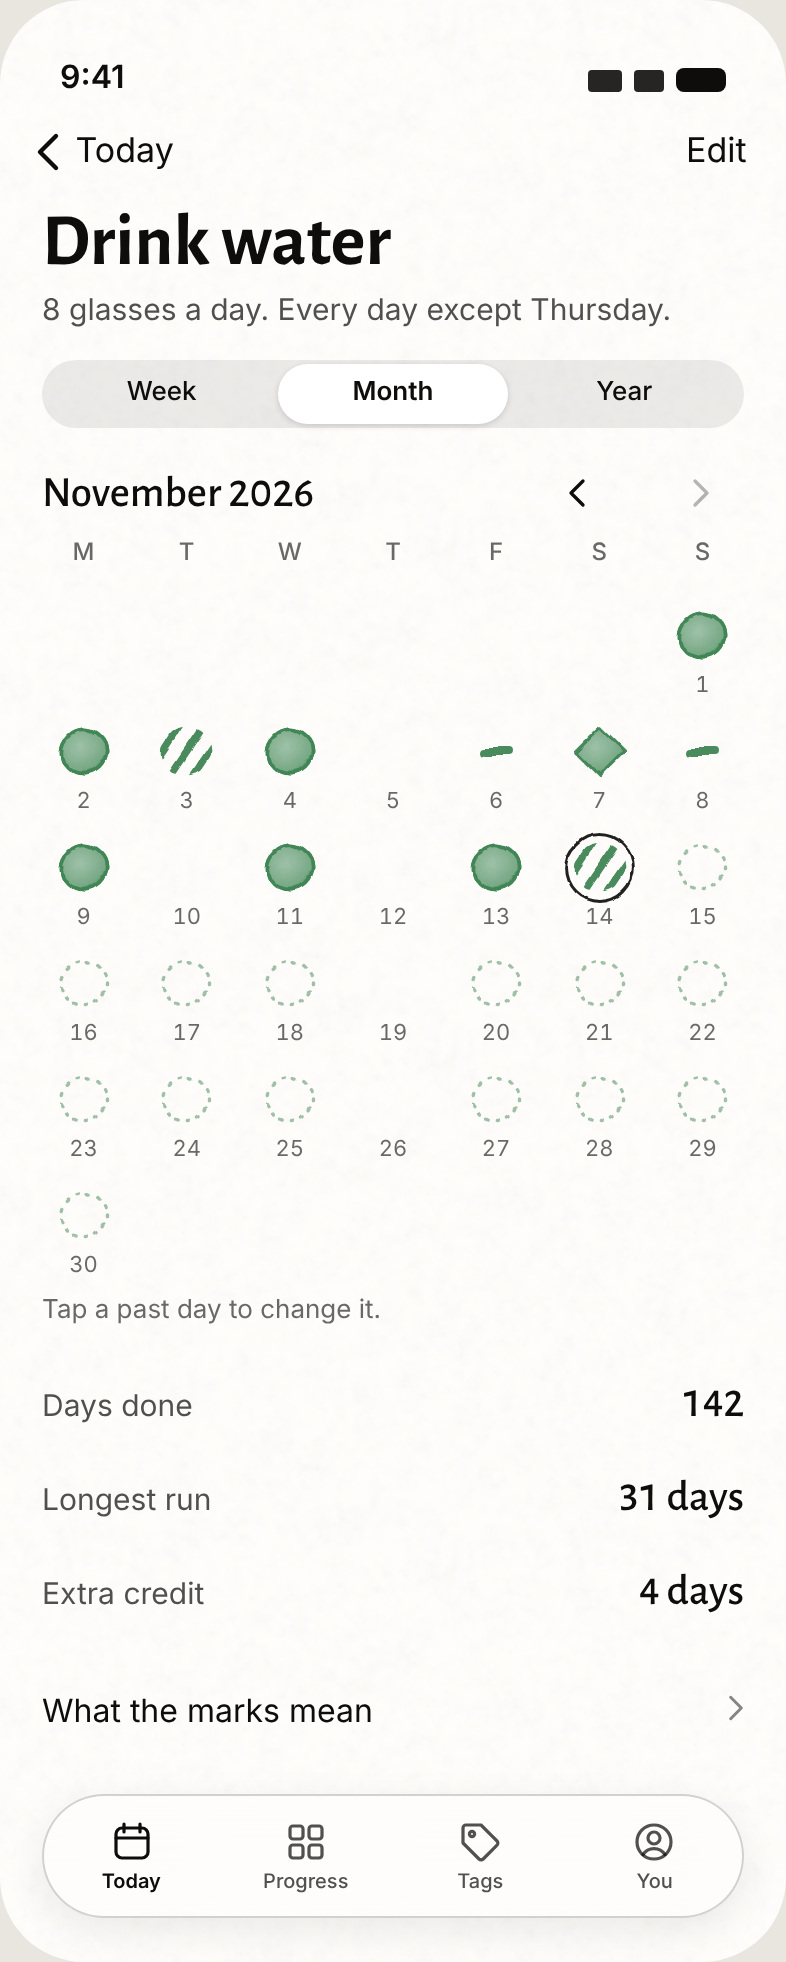 9:41
Today Edit
Drink water
8 glasses a day. Every day except Thursday.
Week Month Year
November 2026
M T W T F S S
1
2 3 4 5 6 7 8
9 10 11 12 13 14 15
16 17 18 19 20 21 22
23 24 25 26 27 28 29
30
Tap a past day to change it.
Days done 142
Longest run 31 days
Extra credit 4 days
What the marks mean
Today Progress Tags You